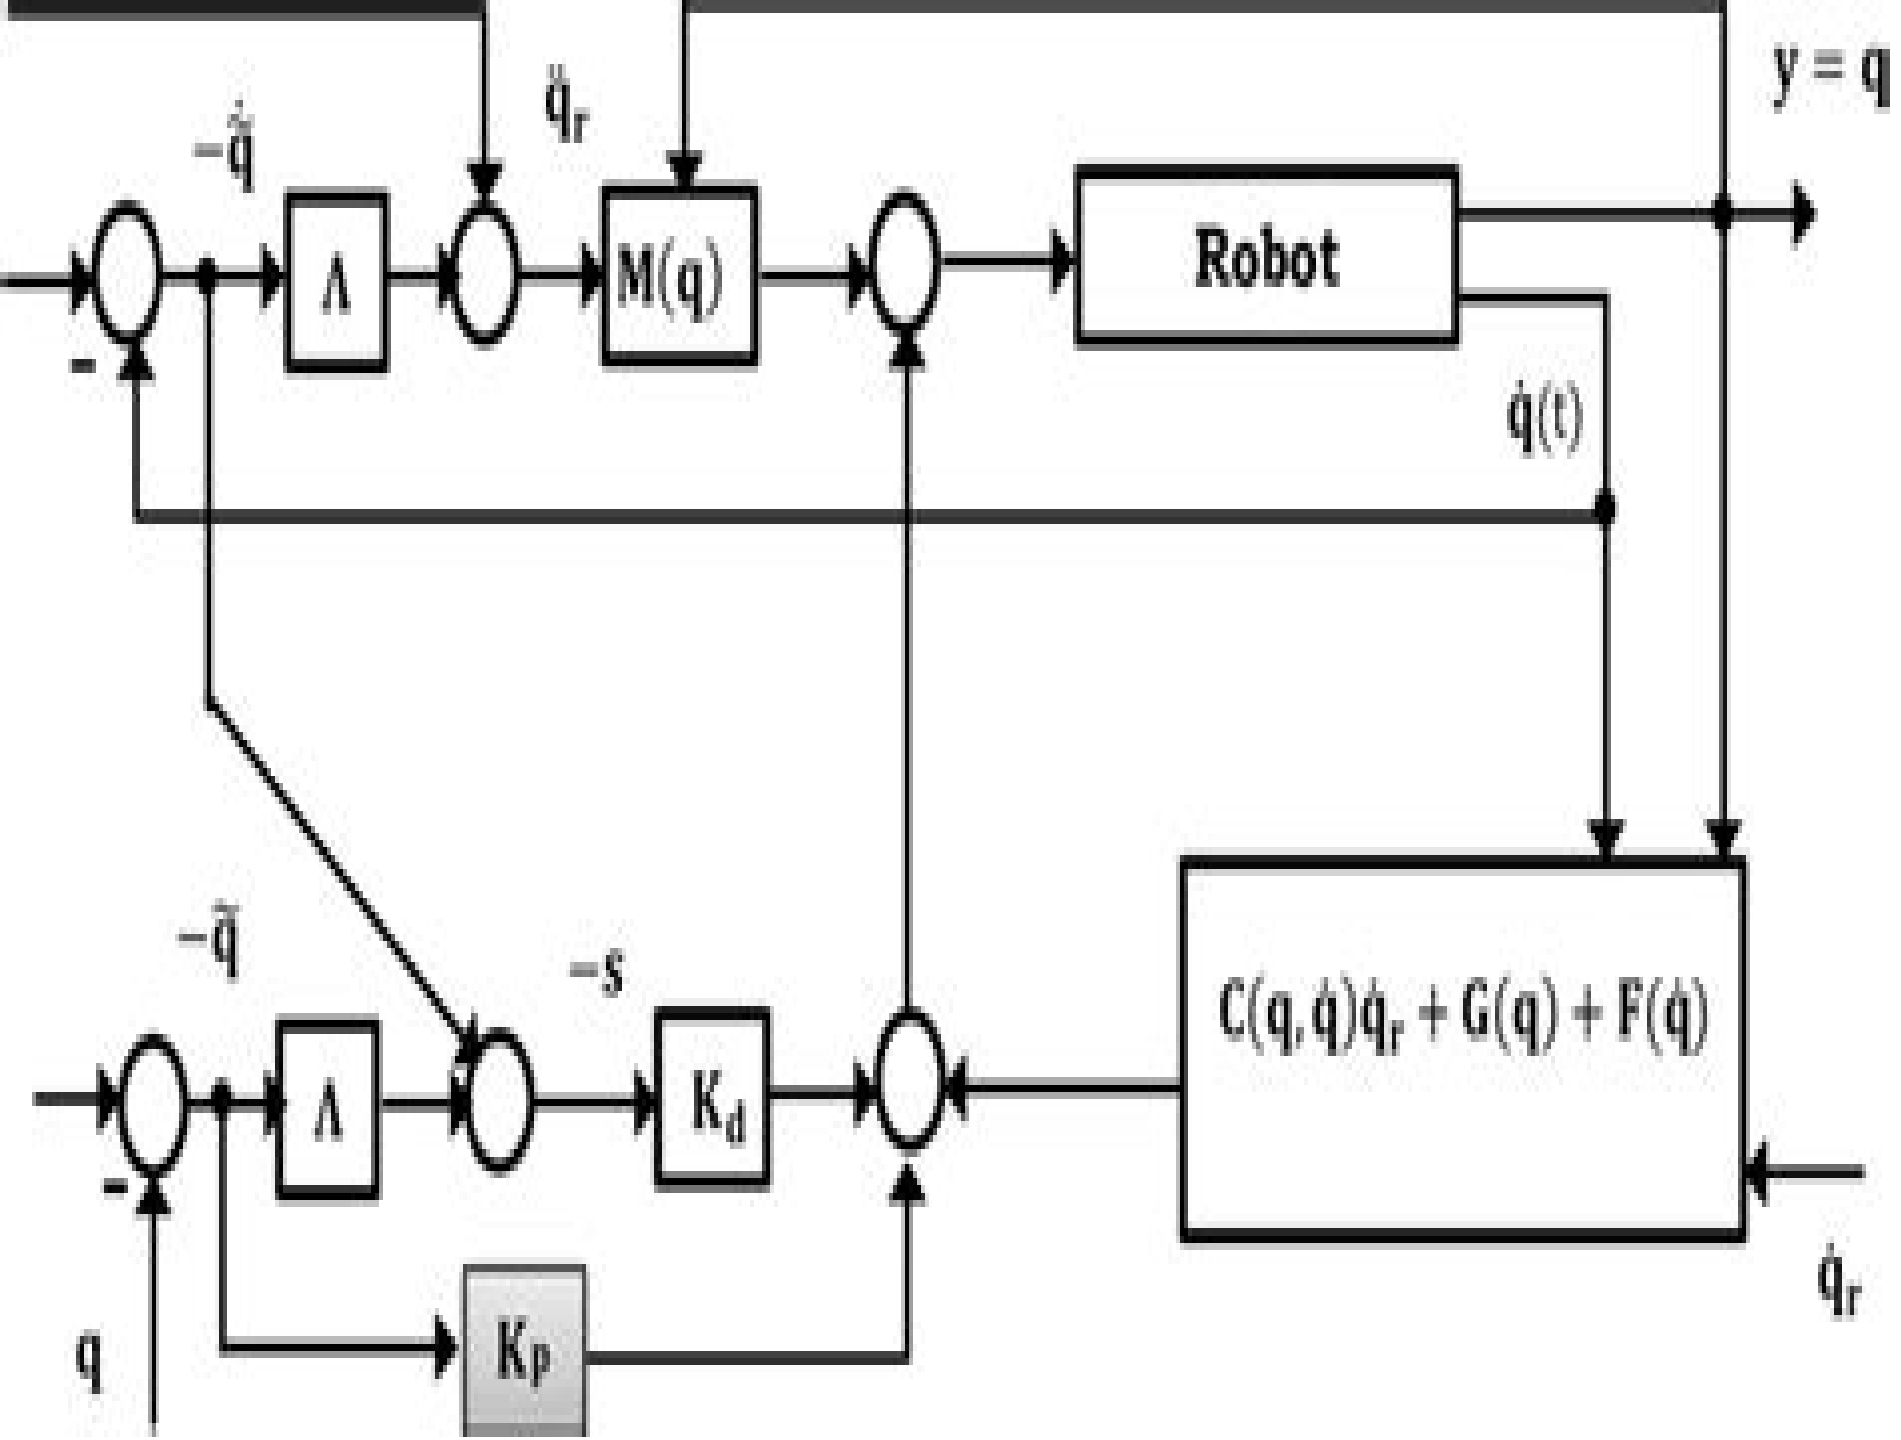 y = q
q̈r
−q̃̇
Λ
M(q)
Robot
-
q̇(t)
−q̃
−s
C(q, q̇)q̇r + G(q) + F(q̇)
Λ
Kd
-
q̇r
q
Kp